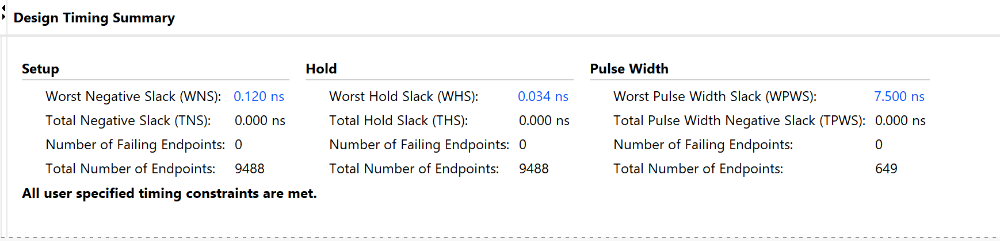 Design Timing Summary
Setup
Worst Negative Slack (WNS): 0.120 ns
Total Negative Slack (TNS): 0.000 ns
Number of Failing Endpoints: 0
Total Number of Endpoints: 9488
Hold
Worst Hold Slack (WHS): 0.034 ns
Total Hold Slack (THS): 0.000 ns
Number of Failing Endpoints: 0
Total Number of Endpoints: 9488
Pulse Width
Worst Pulse Width Slack (WPWS): 7.500 ns
Total Pulse Width Negative Slack (TPWS): 0.000 ns
Number of Failing Endpoints: 0
Total Number of Endpoints: 649
All user specified timing constraints are met.